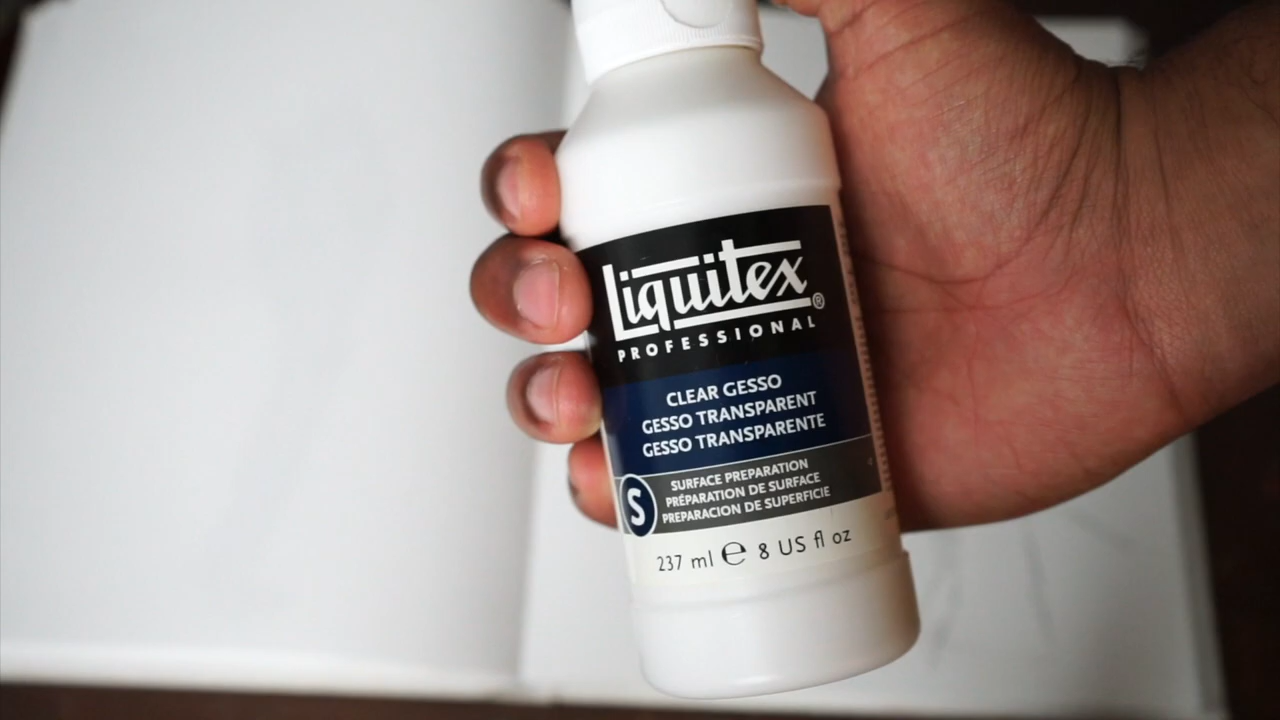 Liquitex®
PROFESSIONAL
CLEAR GESSO
GESSO TRANSPARENT
GESSO TRANSPARENTE
S
SURFACE PREPARATION
PRÉPARATION DE SURFACE
PREPARACION DE SUPERFICIE
237 ml ℮ 8 US fl oz